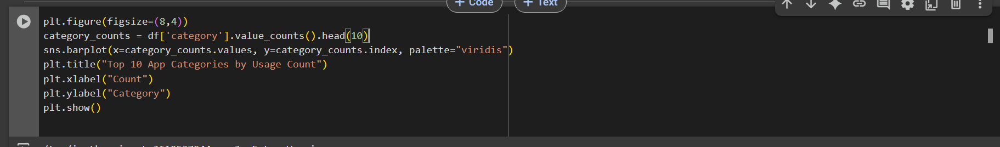 + Code + Text
plt.figure(figsize=(8,4))
category_counts = df['category'].value_counts().head(10)
sns.barplot(x=category_counts.values, y=category_counts.index, palette="viridis")
plt.title("Top 10 App Categories by Usage Count")
plt.xlabel("Count")
plt.ylabel("Category")
plt.show()